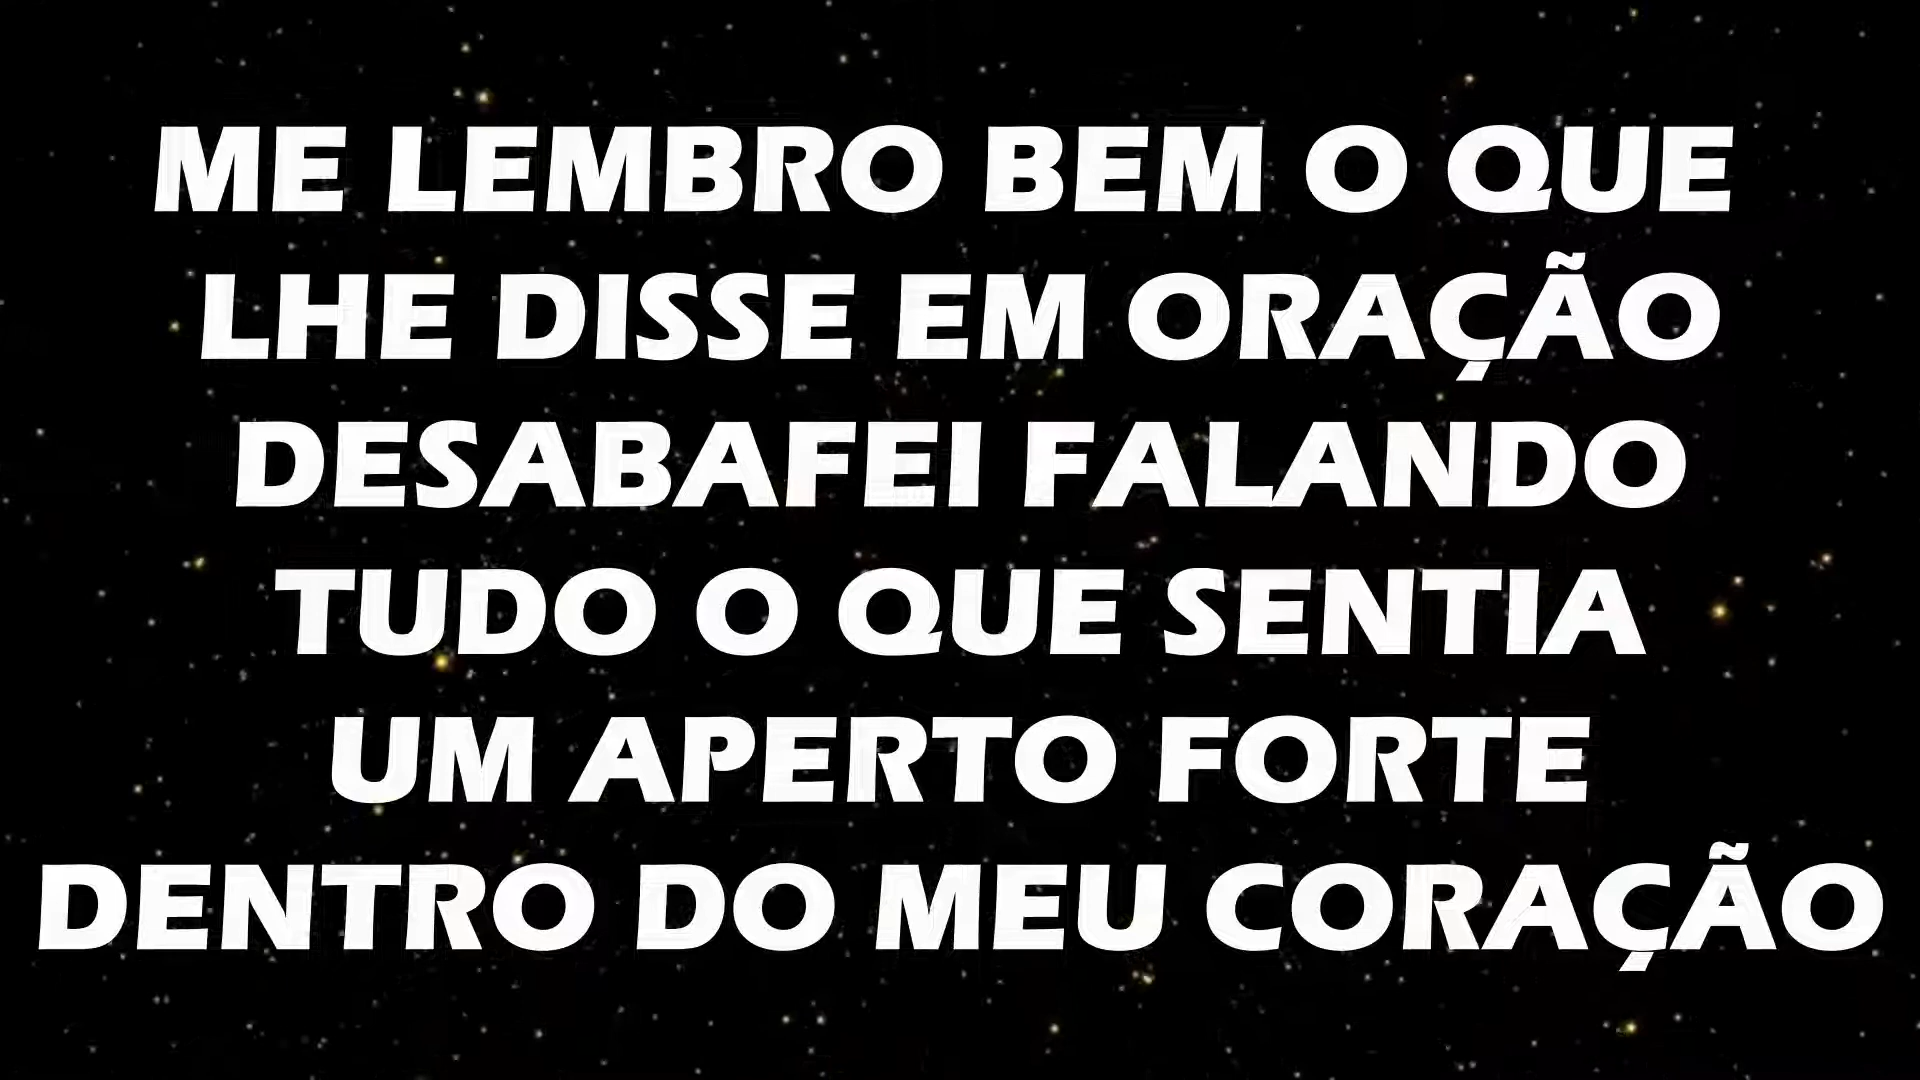 ME LEMBRO BEM O QUE
LHE DISSE EM ORAÇÃO
DESABAFEI FALANDO
TUDO O QUE SENTIA
UM APERTO FORTE
DENTRO DO MEU CORAÇÃO